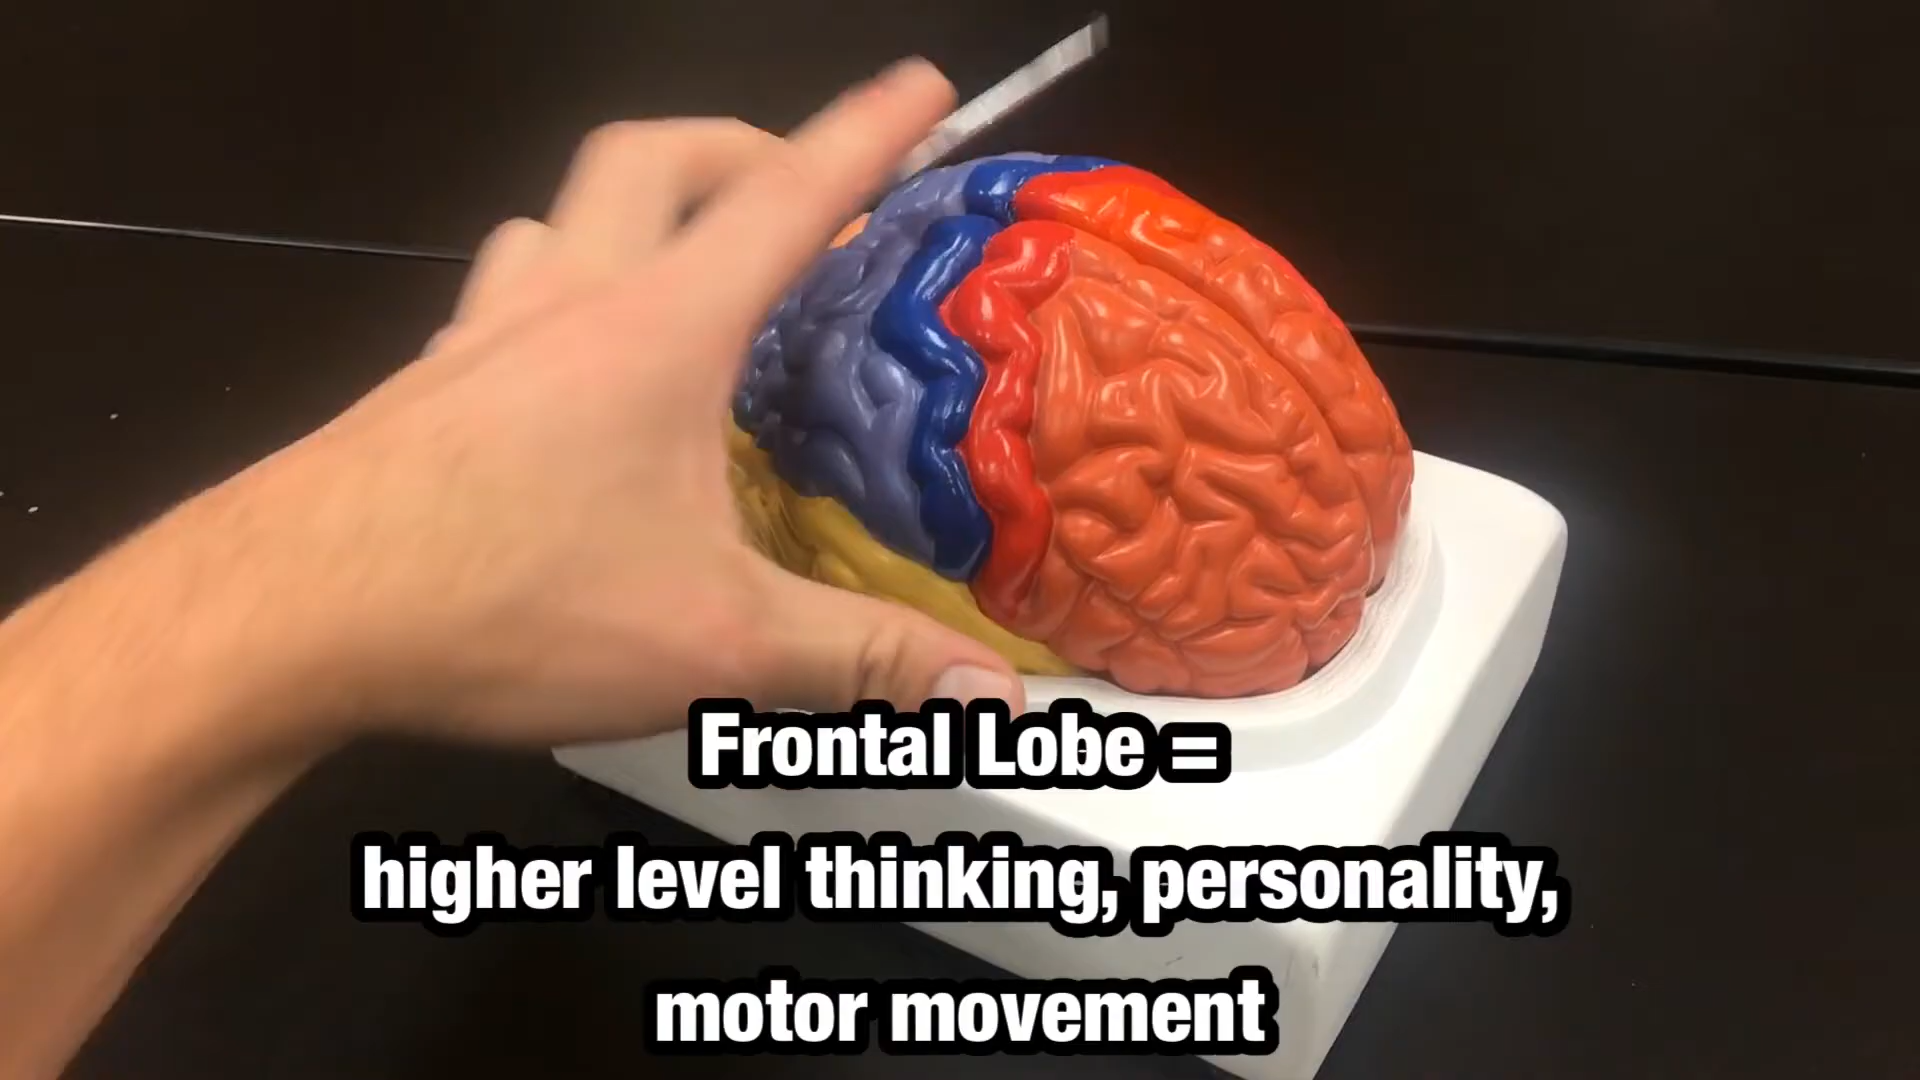 Frontal Lobe =
higher level thinking, personality,
motor movement